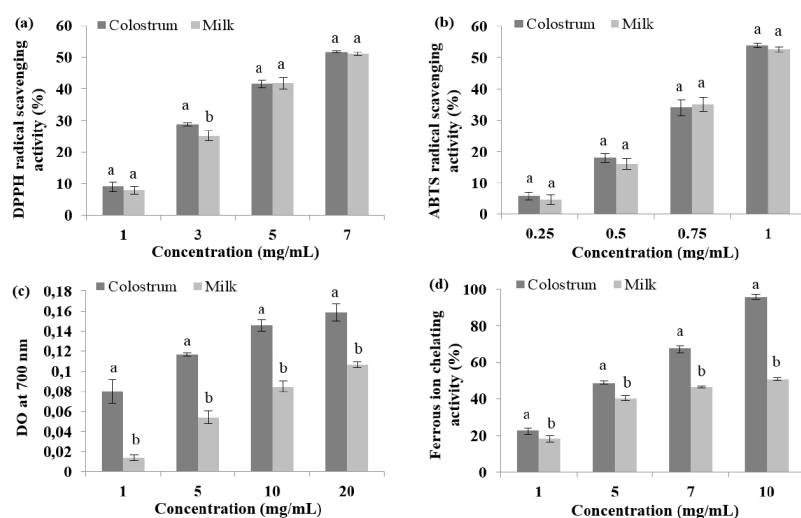 (a)
Colostrum Milk
DPPH radical scavenging
activity (%)
60
50
40
30
20
10
0
a a
a b
a a
a a
1 3 5 7
Concentration (mg/mL)
(b)
Colostrum Milk
ABTS radical scavenging
activity (%)
60
50
40
30
20
10
0
a a
a a
a a
a a
0.25 0.5 0.75 1
Concentration (mg/mL)
(c)
Colostrum Milk
DO at 700 nm
0,18
0,16
0,14
0,12
0,1
0,08
0,06
0,04
0,02
0
a b
a b
a b
a b
1 5 10 20
Concentration (mg/mL)
(d)
Colostrum Milk
Ferrous ion chelating
activity (%)
100
80
60
40
20
0
a b
a b
a b
a b
1 5 7 10
Concentration (mg/mL)